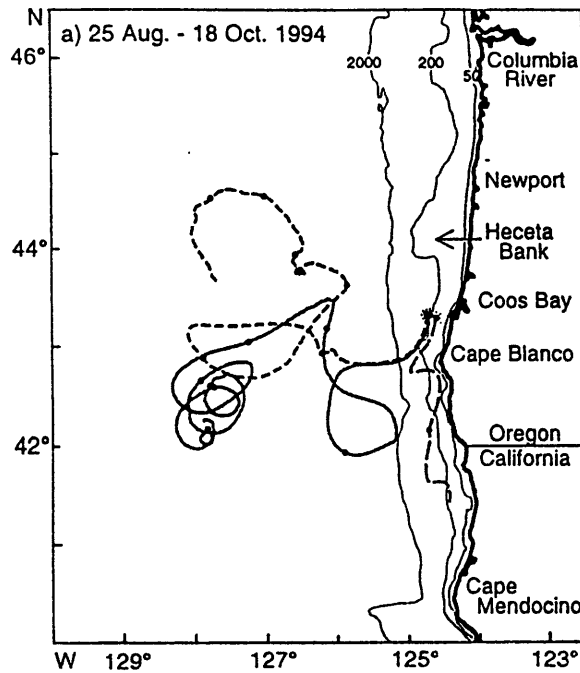 N
a) 25 Aug. - 18 Oct. 1994
46°
2000 200 50
Columbia
River
Newport
44°
Heceta
Bank
Coos Bay
Cape Blanco
42°
Oregon
California
Cape
Mendocino
W 129° 127° 125° 123°